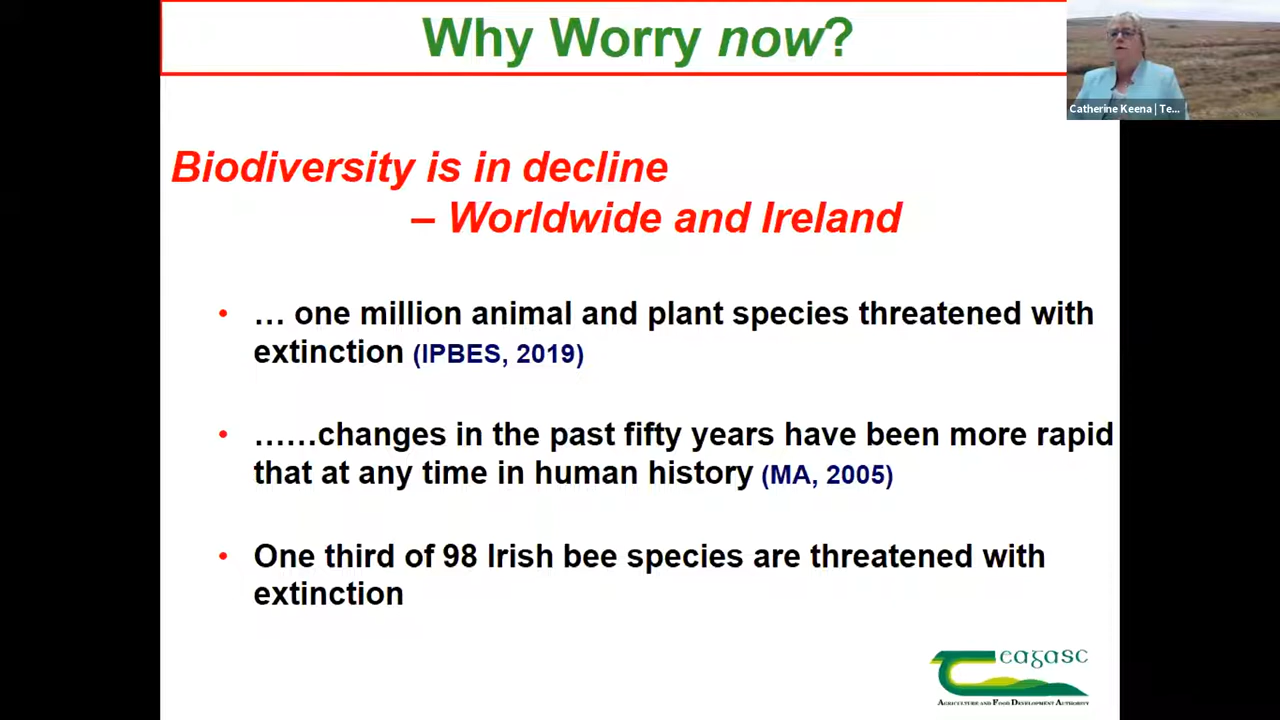 Why Worry now?
Catherine Keena | Te...
Biodiversity is in decline
– Worldwide and Ireland
• … one million animal and plant species threatened with
extinction (IPBES, 2019)
• ……changes in the past fifty years have been more rapid
that at any time in human history (MA, 2005)
• One third of 98 Irish bee species are threatened with
extinction
Teagasc
AGRICULTURE AND FOOD DEVELOPMENT AUTHORITY